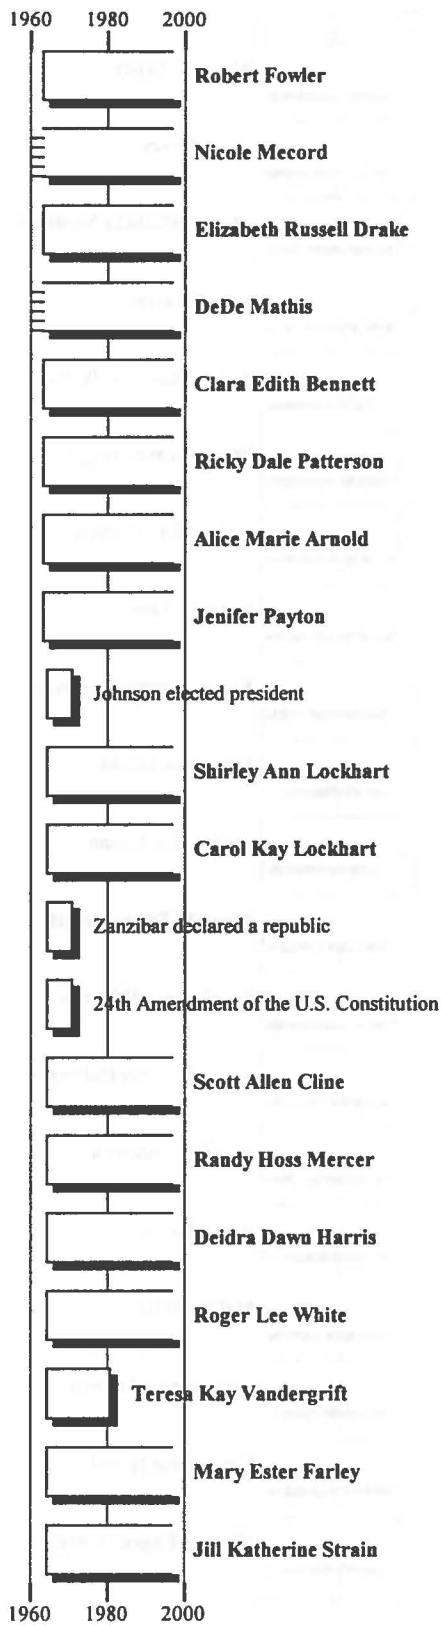 1960 1980 2000
Robert Fowler
Nicole Mecord
Elizabeth Russell Drake
DeDe Mathis
Clara Edith Bennett
Ricky Dale Patterson
Alice Marie Arnold
Jenifer Payton
Johnson elected president
Shirley Ann Lockhart
Carol Kay Lockhart
Zanzibar declared a republic
24th Amendment of the U.S. Constitution
Scott Allen Cline
Randy Hoss Mercer
Deidra Dawn Harris
Roger Lee White
Teresa Kay Vandergrift
Mary Ester Farley
Jill Katherine Strain
1960 1980 2000